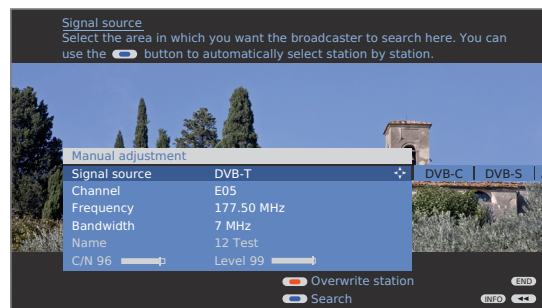 Signal source
Select the area in which you want the broadcaster to search here. You can
use the button to automatically select station by station.
Manual adjustment
Signal source DVB-T DVB-C DVB-S
Channel E05
Frequency 177.50 MHz
Bandwidth 7 MHz
Name 12 Test
C/N 96 Level 99
Overwrite station END
Search INFO